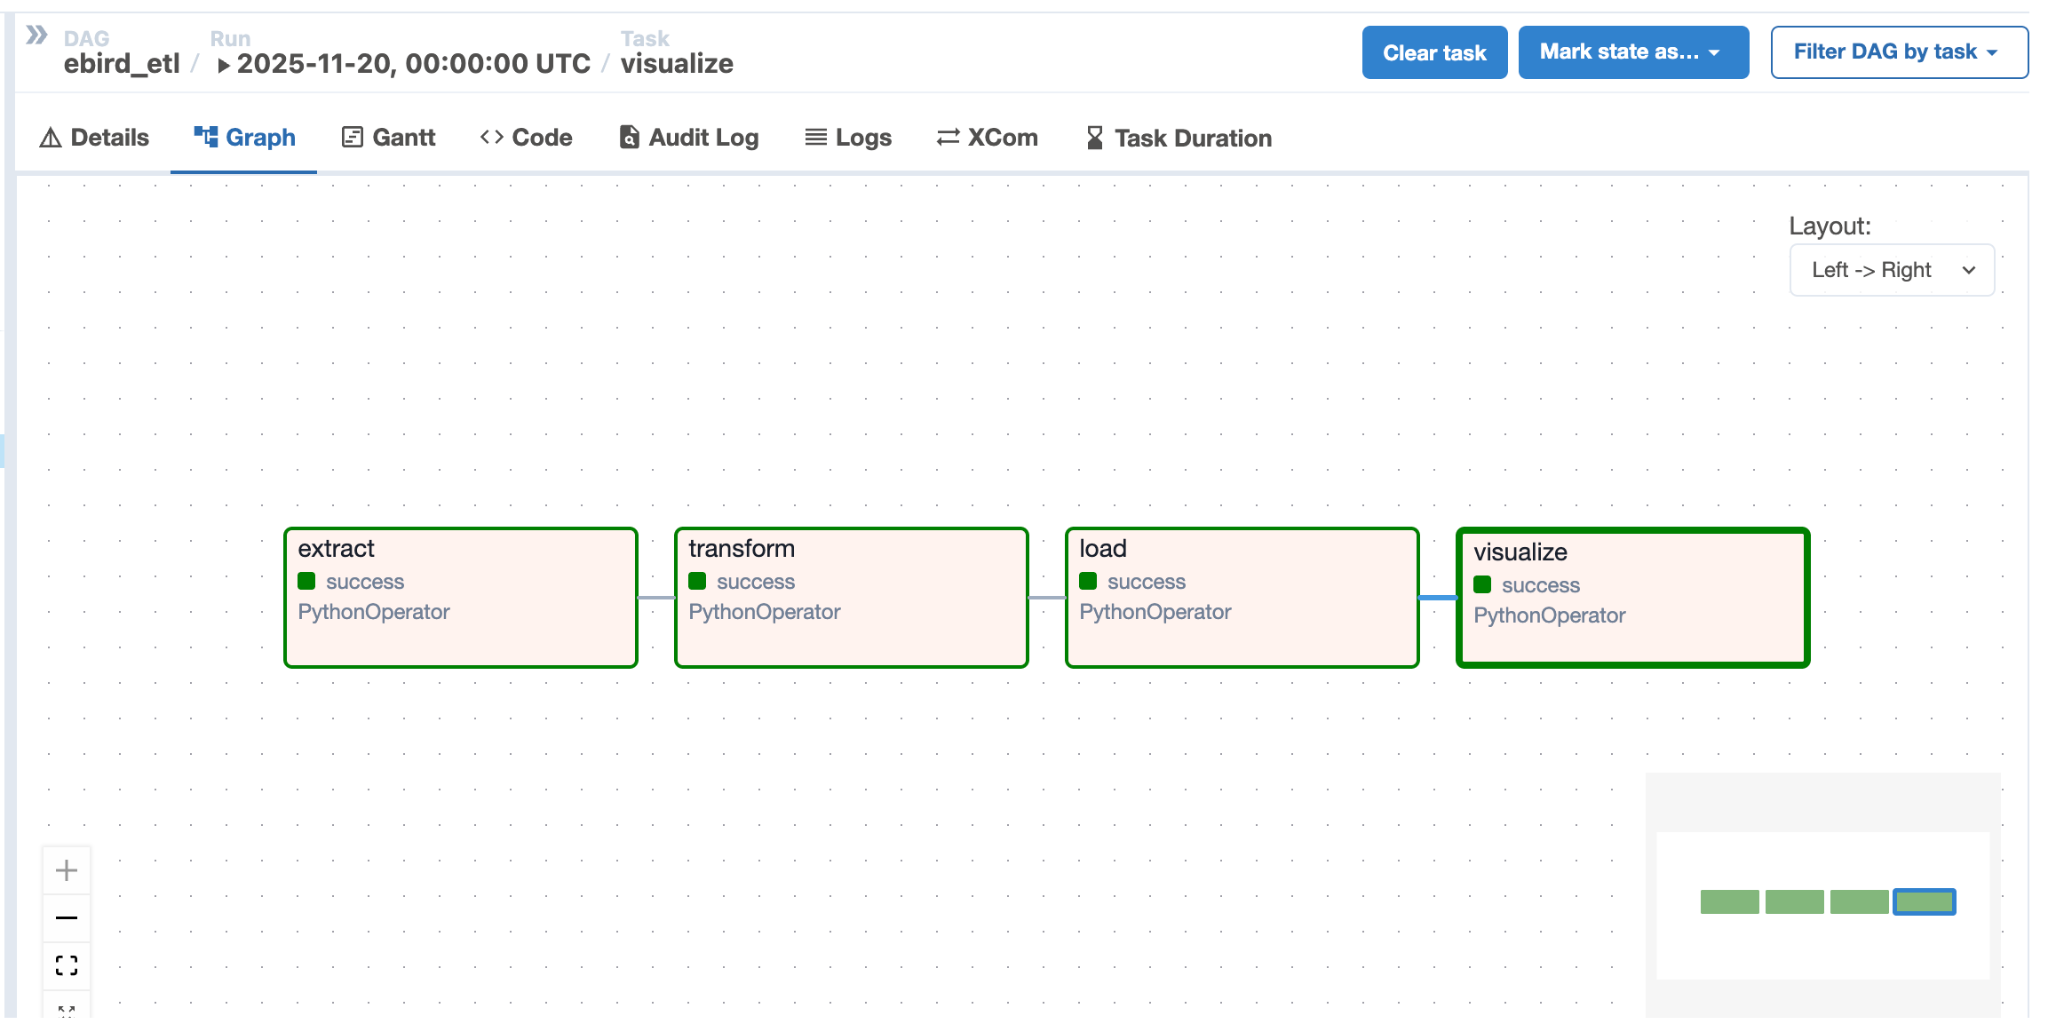 DAG
Run
Task
ebird_etl / 2025-11-20, 00:00:00 UTC / visualize
Clear task
Mark state as...
Filter DAG by task
Details
Graph
Gantt
Code
Audit Log
Logs
XCom
Task Duration
Layout:
Left -> Right
extract
success
PythonOperator
transform
success
PythonOperator
load
success
PythonOperator
visualize
success
PythonOperator